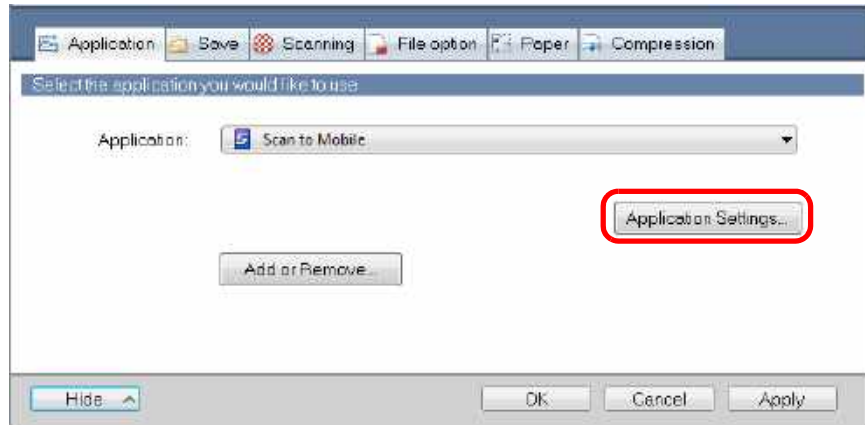 Application Save Scanning File option Paper Compression
Select the application you would like to use
Application: Scan to Mobile
Application Settings...
Add or Remove...
Hide OK Cancel Apply